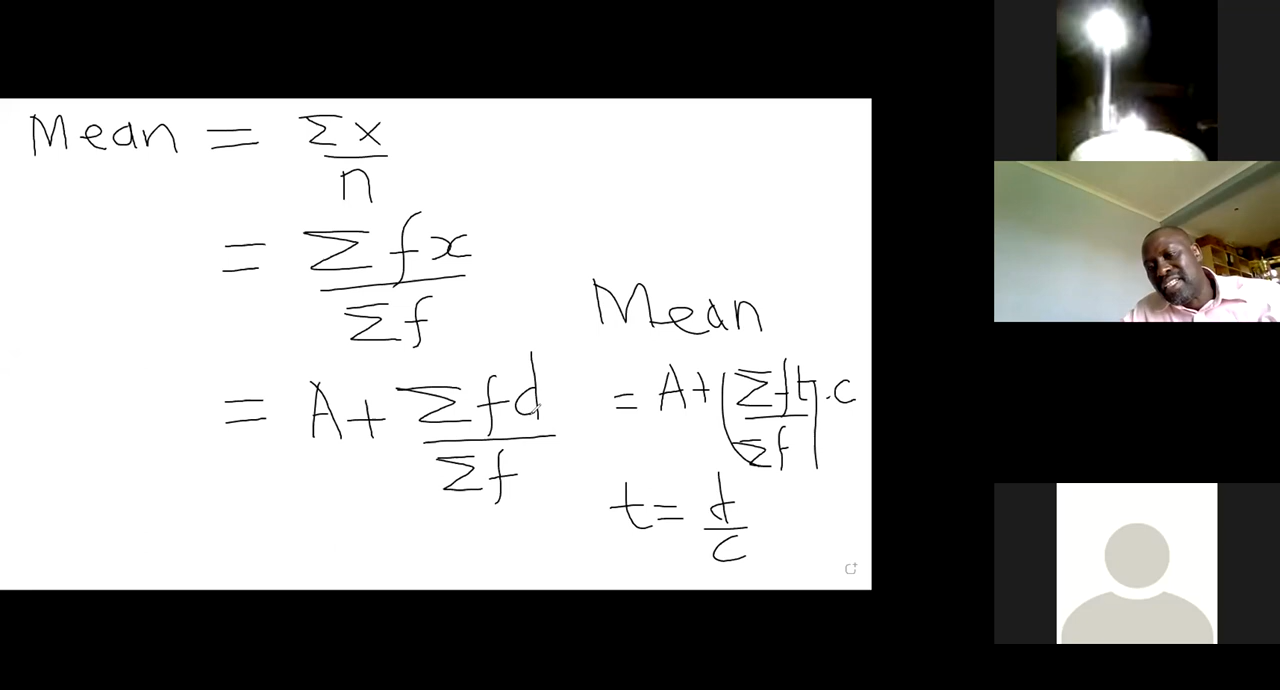 Mean = Σx/n
= Σfx/Σf
= A + Σfd/Σf
Mean
= A + (Σft/Σf).c
t = d/c